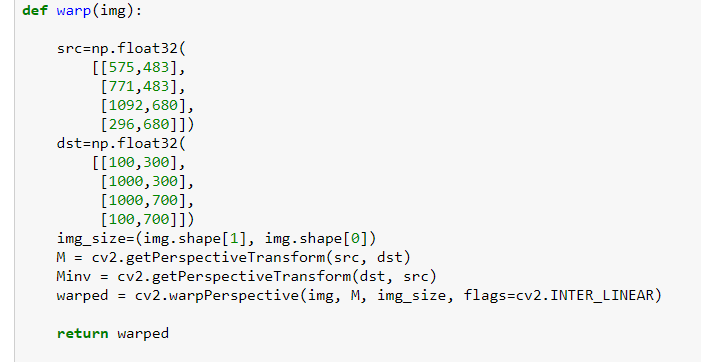 def warp(img):
src=np.float32(
[[575,483],
[771,483],
[1092,680],
[296,680]])
dst=np.float32(
[[100,300],
[1000,300],
[1000,700],
[100,700]])
img_size=(img.shape[1], img.shape[0])
M = cv2.getPerspectiveTransform(src, dst)
Minv = cv2.getPerspectiveTransform(dst, src)
warped = cv2.warpPerspective(img, M, img_size, flags=cv2.INTER_LINEAR)
return warped